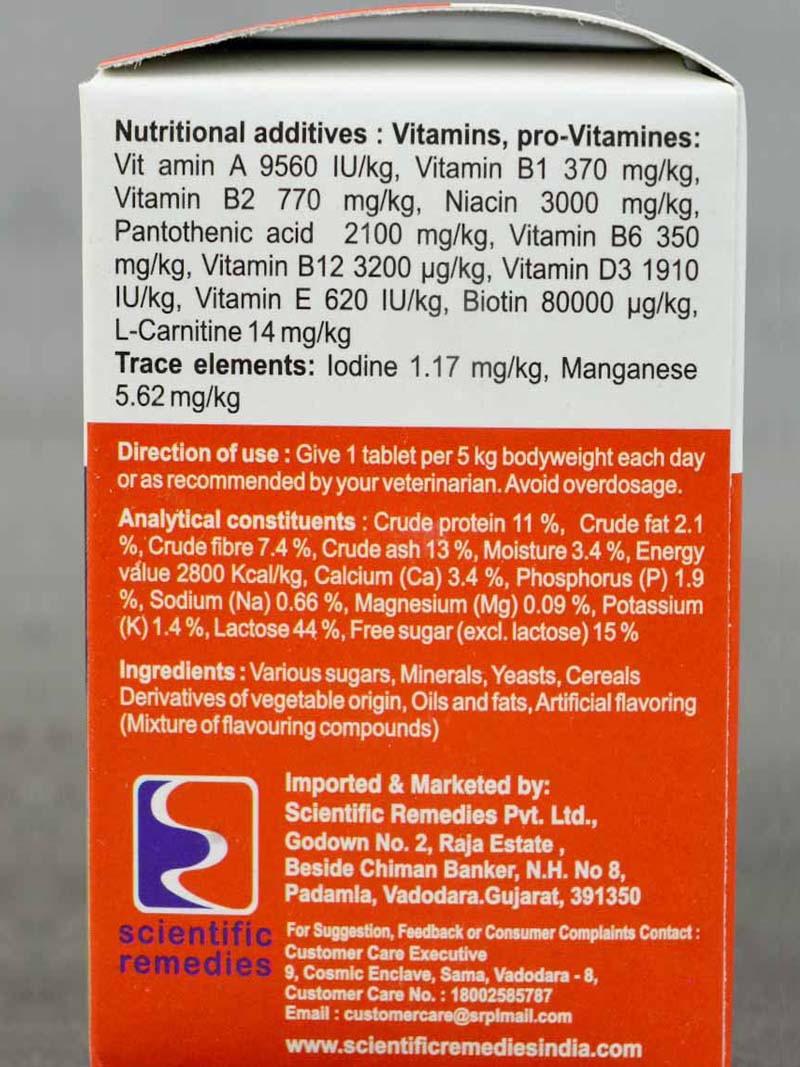 Nutritional additives : Vitamins, pro-Vitamines:
Vit amin A 9560 IU/kg, Vitamin B1 370 mg/kg,
Vitamin B2 770 mg/kg, Niacin 3000 mg/kg,
Pantothenic acid 2100 mg/kg, Vitamin B6 350
mg/kg, Vitamin B12 3200 µg/kg, Vitamin D3 1910
IU/kg, Vitamin E 620 IU/kg, Biotin 80000 µg/kg,
L-Carnitine 14 mg/kg
Trace elements: Iodine 1.17 mg/kg, Manganese
5.62 mg/kg
Direction of use : Give 1 tablet per 5 kg bodyweight each day
or as recommended by your veterinarian. Avoid overdosage.
Analytical constituents : Crude protein 11 %, Crude fat 2.1
%, Crude fibre 7.4 %, Crude ash 13 %, Moisture 3.4 %, Energy
value 2800 Kcal/kg, Calcium (Ca) 3.4 %, Phosphorus (P) 1.9
%, Sodium (Na) 0.66 %, Magnesium (Mg) 0.09 %, Potassium
(K) 1.4 %, Lactose 44 %, Free sugar (excl. lactose) 15 %
Ingredients : Various sugars, Minerals, Yeasts, Cereals
Derivatives of vegetable origin, Oils and fats, Artificial flavoring
(Mixture of flavouring compounds)
Imported & Marketed by:
Scientific Remedies Pvt. Ltd.,
Godown No. 2, Raja Estate ,
Beside Chiman Banker, N.H. No 8,
Padamla, Vadodara.Gujarat, 391350
scientific
remedies
For Suggestion, Feedback or Consumer Complaints Contact :
Customer Care Executive
9, Cosmic Enclave, Sama, Vadodara - 8,
Customer Care No. : 18002585787
Email : customercare@srplmail.com
www.scientificremediesindia.com